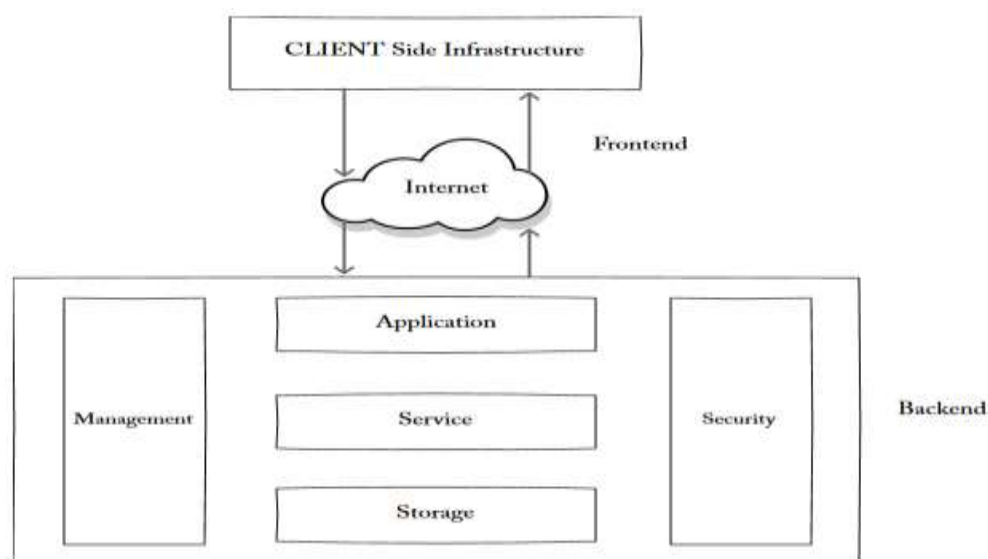 CLIENT Side Infrastructure
Frontend
Internet
Application
Management
Service
Security
Backend
Storage